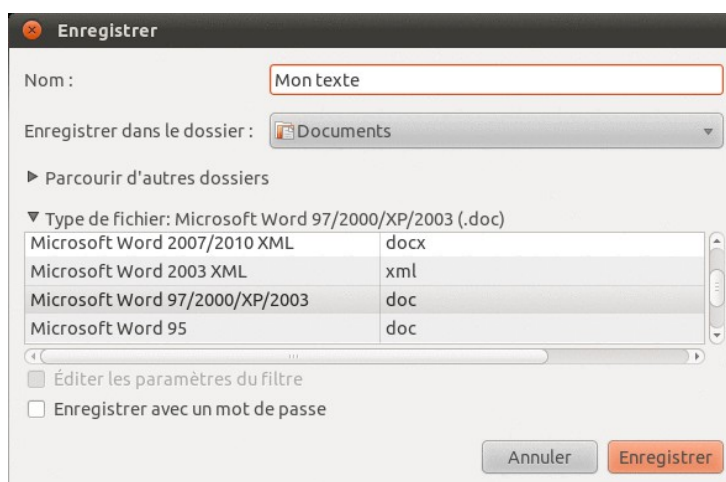 Enregistrer
Nom : Mon texte
Enregistrer dans le dossier : Documents
Parcourir d'autres dossiers
Type de fichier: Microsoft Word 97/2000/XP/2003 (.doc)
Microsoft Word 2007/2010 XML docx
Microsoft Word 2003 XML xml
Microsoft Word 97/2000/XP/2003 doc
Microsoft Word 95 doc
Éditer les paramètres du filtre
Enregistrer avec un mot de passe
Annuler Enregistrer